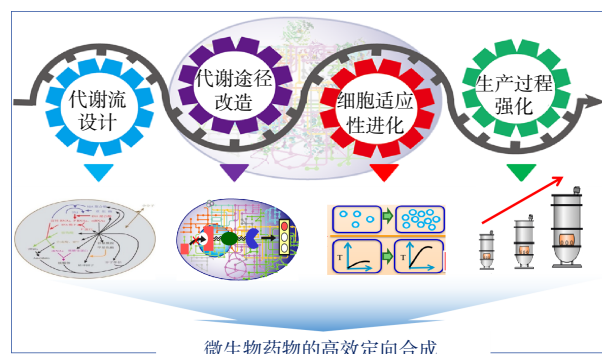 代谢流
设计
代谢途径
改造
细胞适应
性进化
生产过程
强化
T
T
微生物药物的高效定向合成